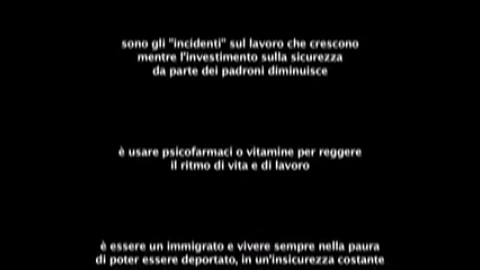 sono gli "incidenti" sul lavoro che crescono
mentre l'investimento sulla sicurezza
da parte dei padroni diminuisce
è usare psicofarmaci o vitamine per reggere
il ritmo di vita e di lavoro
è essere un immigrato e vivere sempre nella paura
di poter essere deportato, in un'insicurezza costante